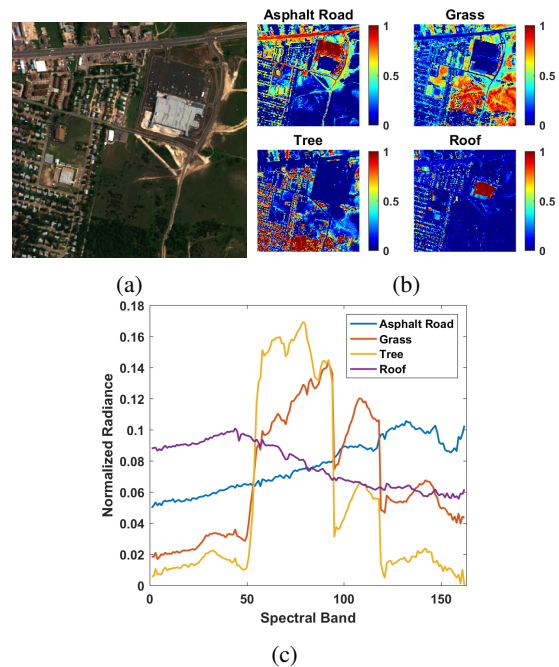 Asphalt Road
Grass
1
0.5
0
1
0.5
0
Tree
Roof
1
0.5
0
1
0.5
0
(a)
(b)
0.18
0.16
0.14
0.12
0.1
0.08
0.06
0.04
0.02
0
Normalized Radiance
Asphalt Road
Grass
Tree
Roof
0
50
100
150
Spectral Band
(c)